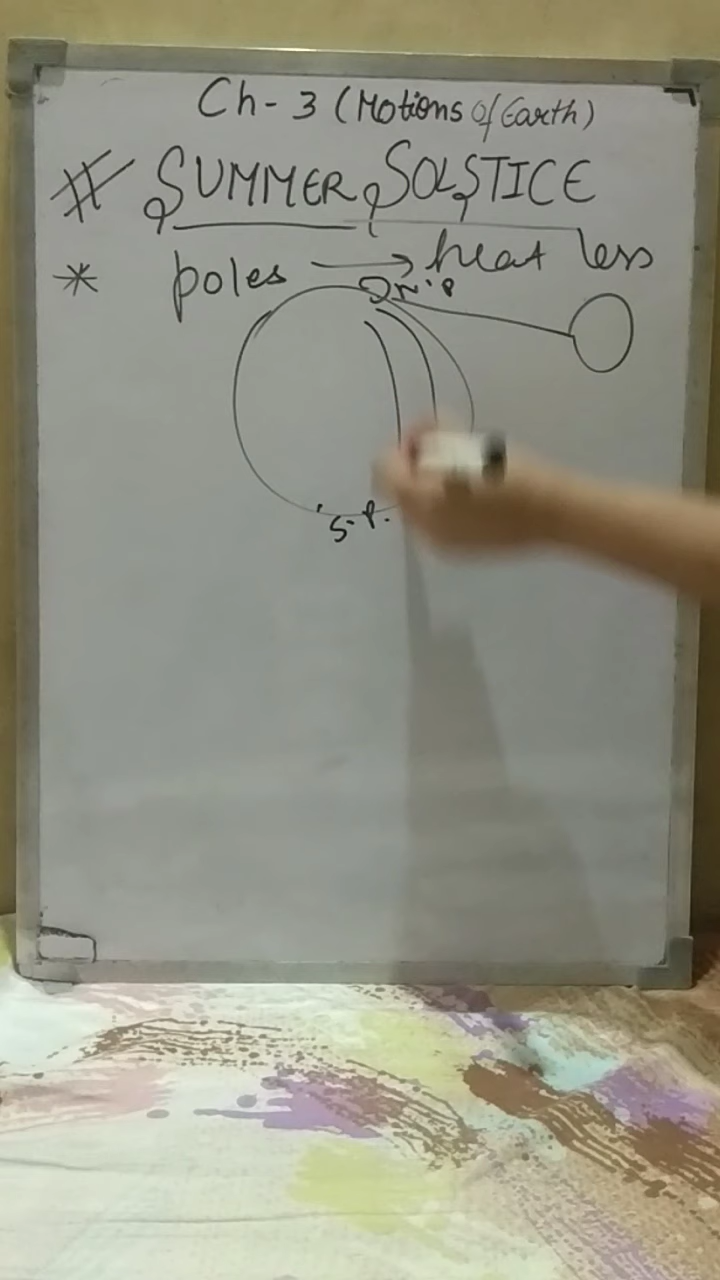 Ch-3 (Motions of Earth)
# SUMMER SOLSTICE
* poles → heat less
N.P
S.P.